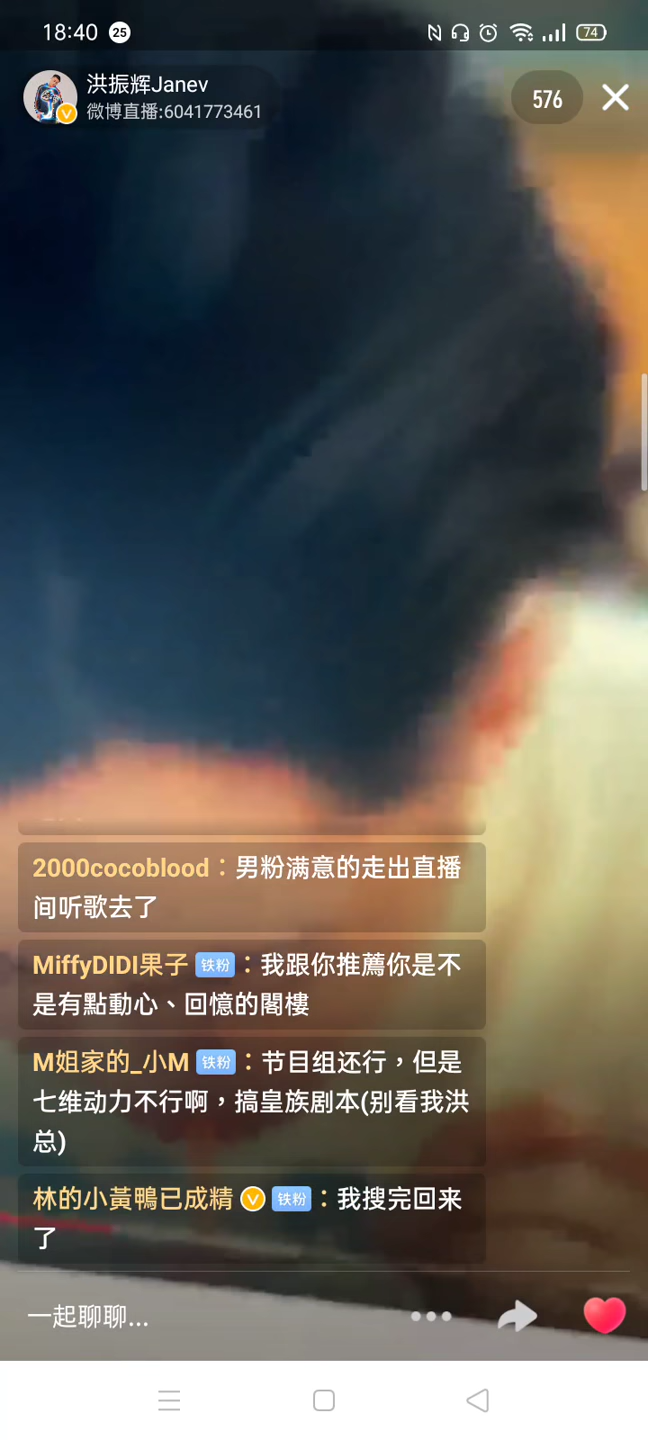 18:40 25 74
洪振辉Janev
微博直播:6041773461
576
2000cocoblood：男粉满意的走出直播
间听歌去了
MiffyDIDI果子 铁粉：我跟你推薦你是不
是有點動心、回憶的閣樓
M姐家的_小M 铁粉：节目组还行，但是
七维动力不行啊，搞皇族剧本(别看我洪
总)
林的小黃鴨已成精 铁粉：我搜完回来
了
一起聊聊...